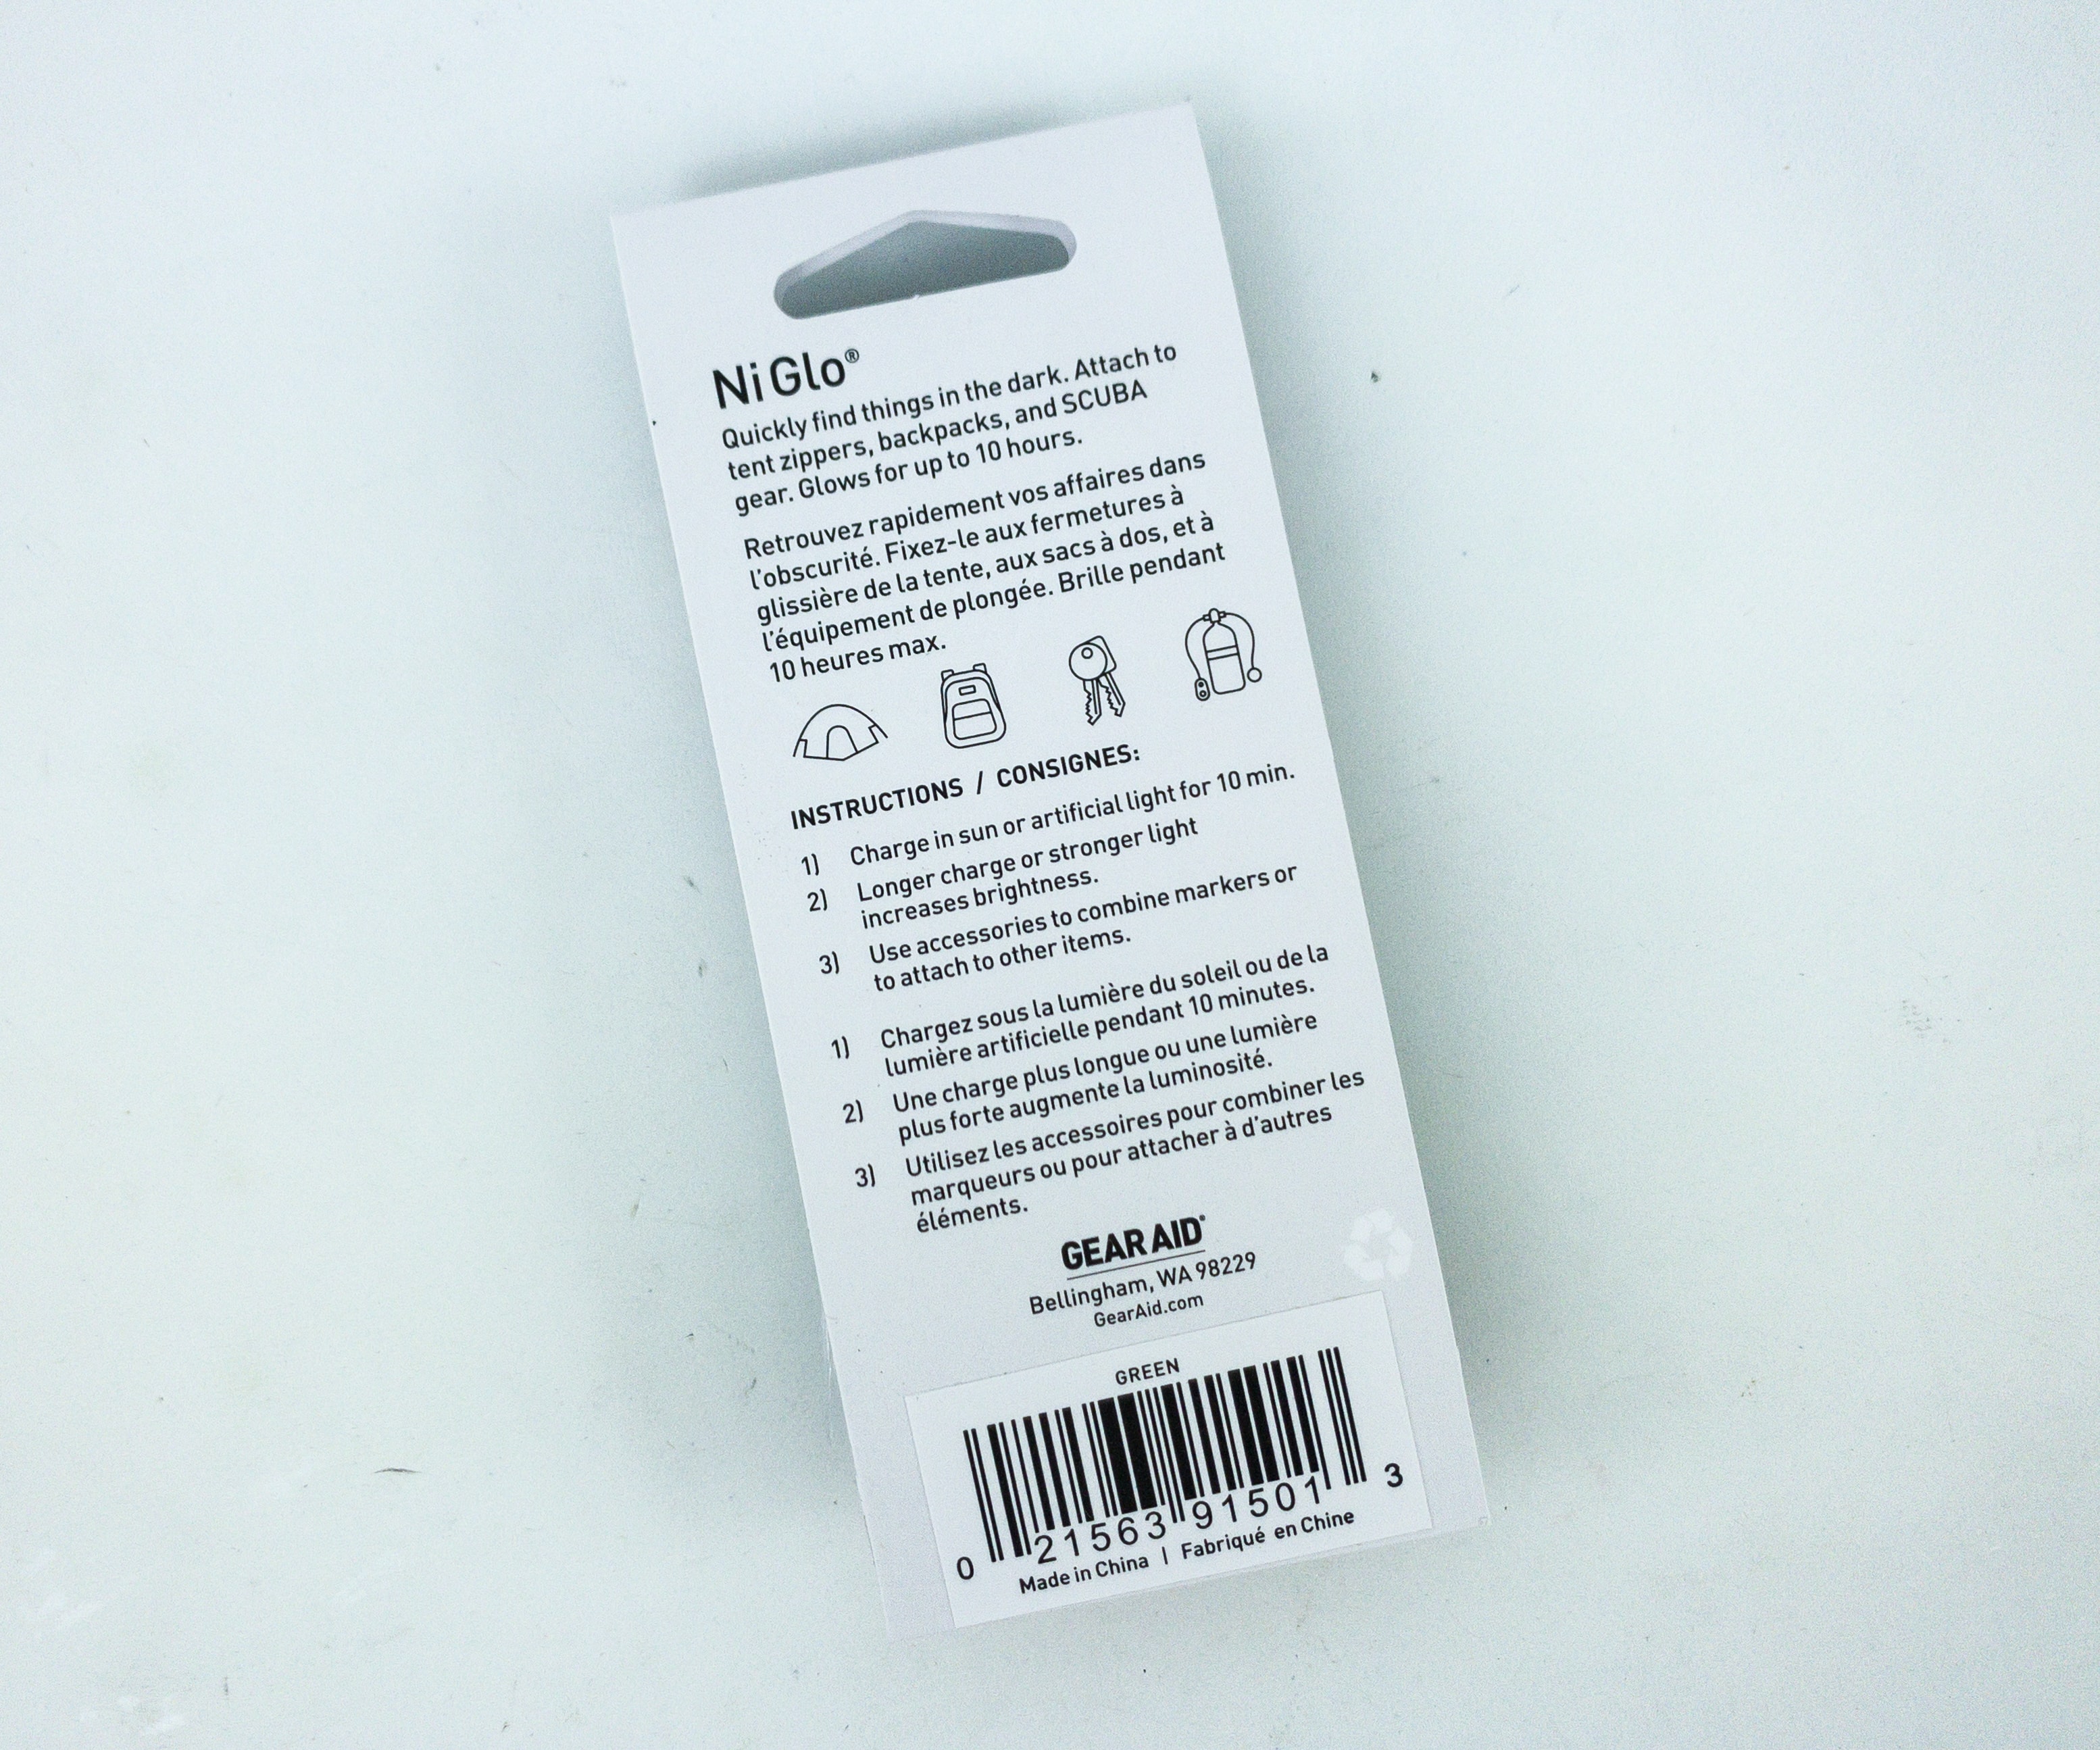 Ni Glo®
Quickly find things in the dark. Attach to
tent zippers, backpacks, and SCUBA
gear. Glows for up to 10 hours.
Retrouvez rapidement vos affaires dans
l'obscurité. Fixez-le aux fermetures à
glissière de la tente, aux sacs à dos, et à
l'équipement de plongée. Brille pendant
10 heures max.
INSTRUCTIONS / CONSIGNES:
1) Charge in sun or artificial light for 10 min.
2) Longer charge or stronger light
increases brightness.
3) Use accessories to combine markers or
to attach to other items.
1) Chargez sous la lumière du soleil ou de la
lumière artificielle pendant 10 minutes.
2) Une charge plus longue ou une lumière
plus forte augmente la luminosité.
3) Utilisez les accessoires pour combiner les
marqueurs ou pour attacher à d'autres
éléments.
GEAR AID®
Bellingham, WA 98229
GearAid.com
GREEN
0 21563 91501 3
Made in China | Fabriqué en Chine